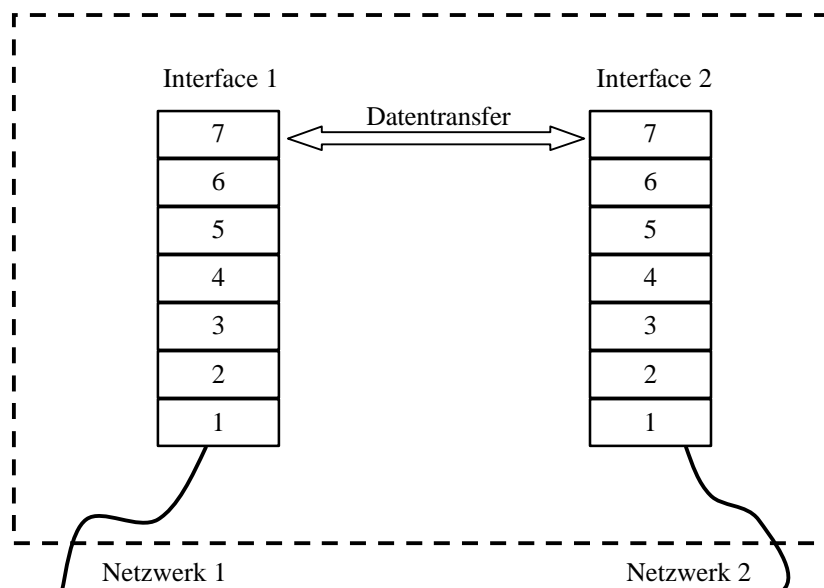 Interface 1 Interface 2
Datentransfer
7 7
6 6
5 5
4 4
3 3
2 2
1 1
Netzwerk 1 Netzwerk 2